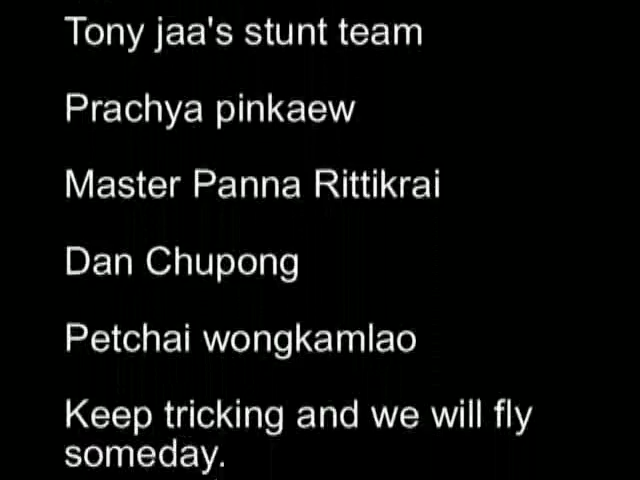 Tony jaa's stunt team
Prachya pinkaew
Master Panna Rittikrai
Dan Chupong
Petchai wongkamlao
Keep tricking and we will fly
someday.